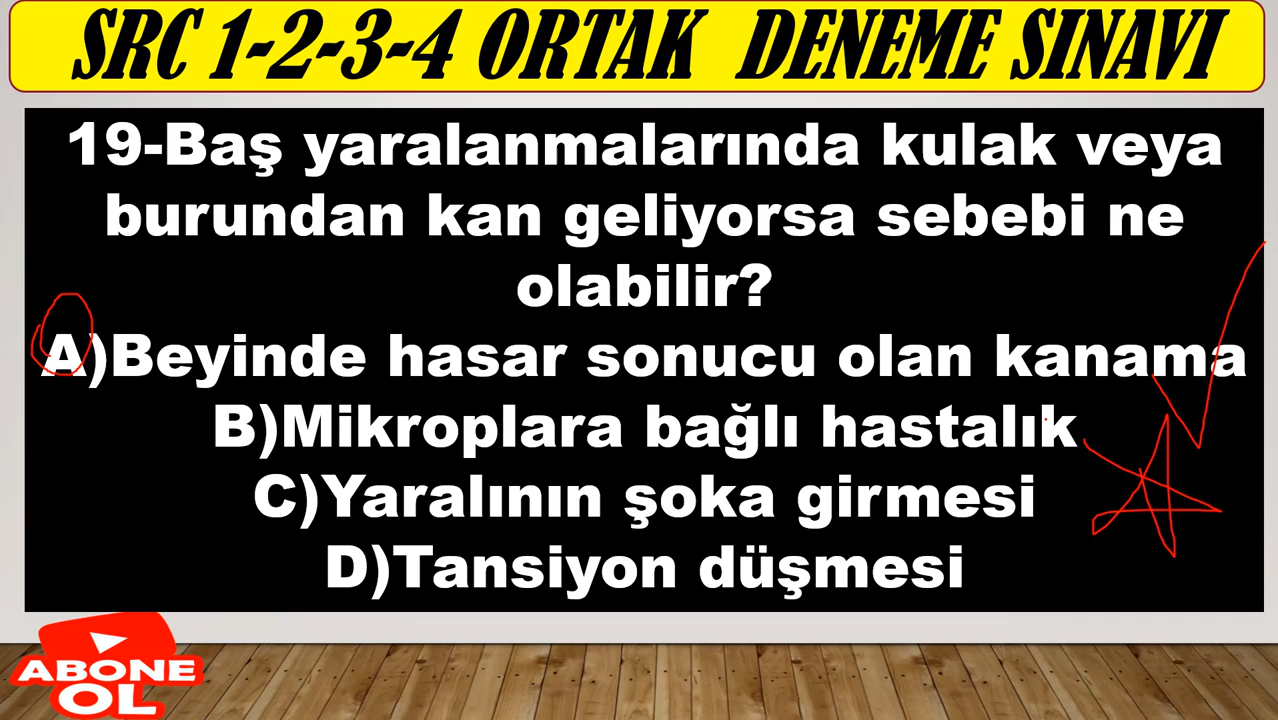 SRC 1-2-3-4 ORTAK DENEME SINAVI
19-Baş yaralanmalarında kulak veya
burundan kan geliyorsa sebebi ne
olabilir?
A)Beyinde hasar sonucu olan kanama
B)Mikroplara bağlı hastalık
C)Yaralının şoka girmesi
D)Tansiyon düşmesi
ABONE
OL